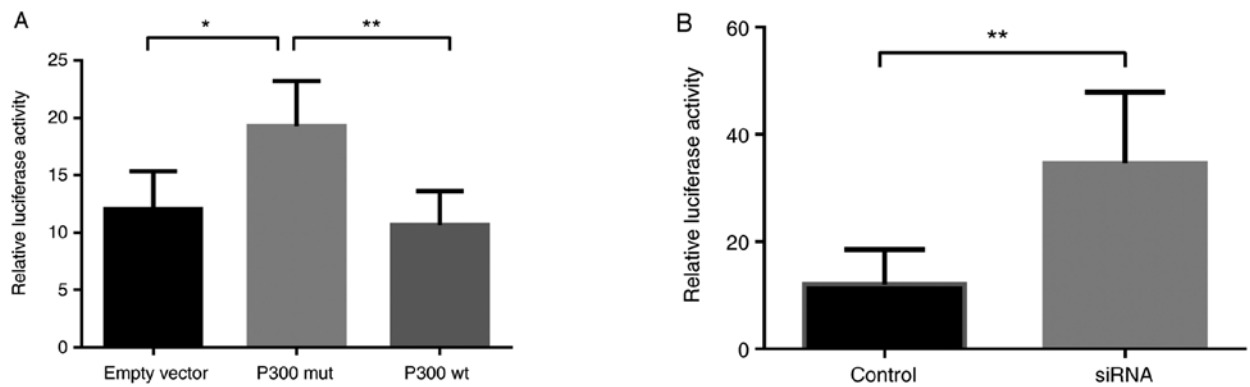 A
*
**
25
20
15
10
5
0
Relative luciferase activity
Empty vector
P300 mut
P300 wt
B
**
60
40
20
0
Relative luciferase activity
Control
siRNA